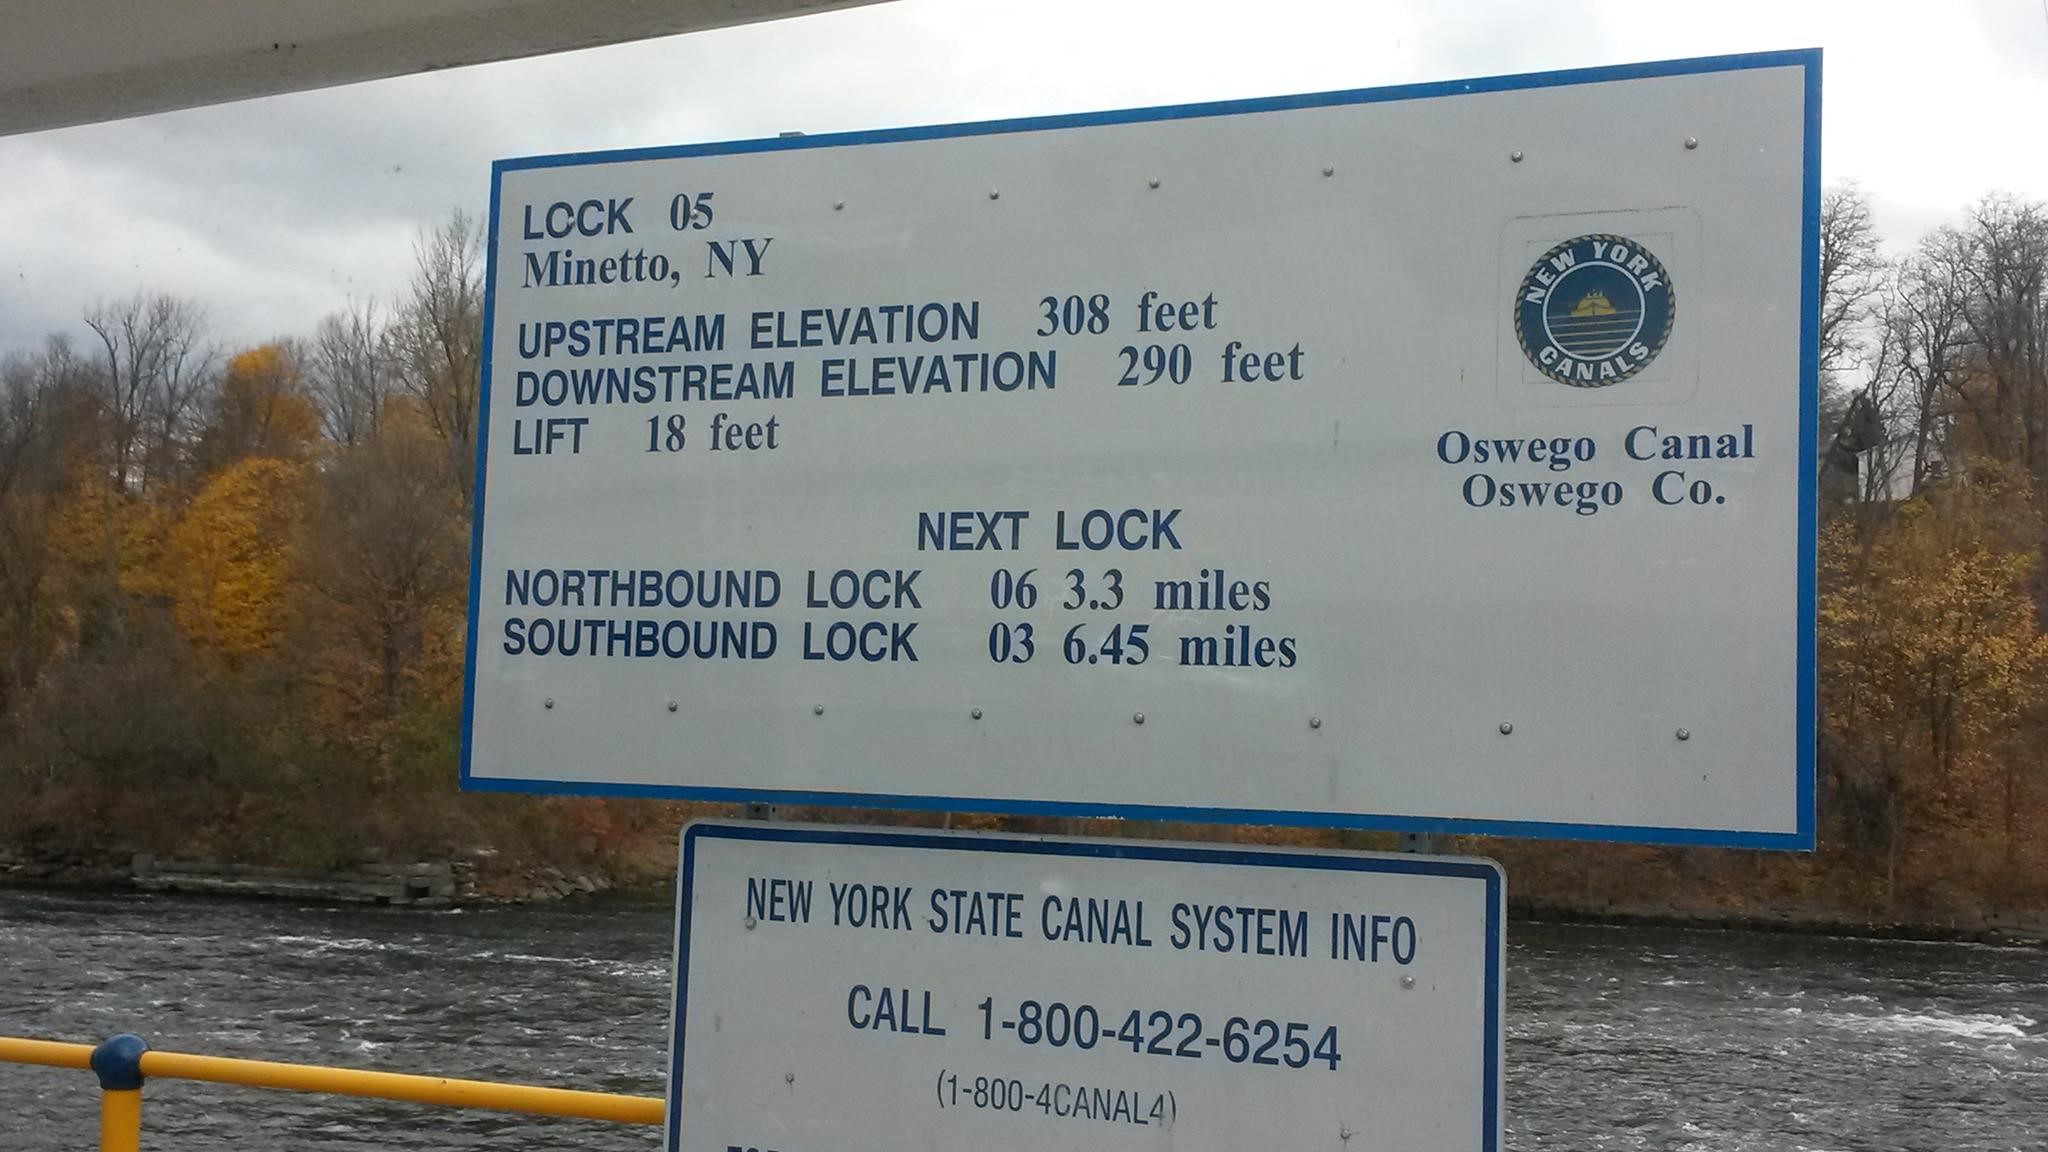 LOCK 05
Minetto, NY
UPSTREAM ELEVATION 308 feet
DOWNSTREAM ELEVATION 290 feet
LIFT 18 feet
NEW YORK
CANALS
Oswego Canal
Oswego Co.
NEXT LOCK
NORTHBOUND LOCK 06 3.3 miles
SOUTHBOUND LOCK 03 6.45 miles
NEW YORK STATE CANAL SYSTEM INFO
CALL 1-800-422-6254
(1-800-4CANAL4)